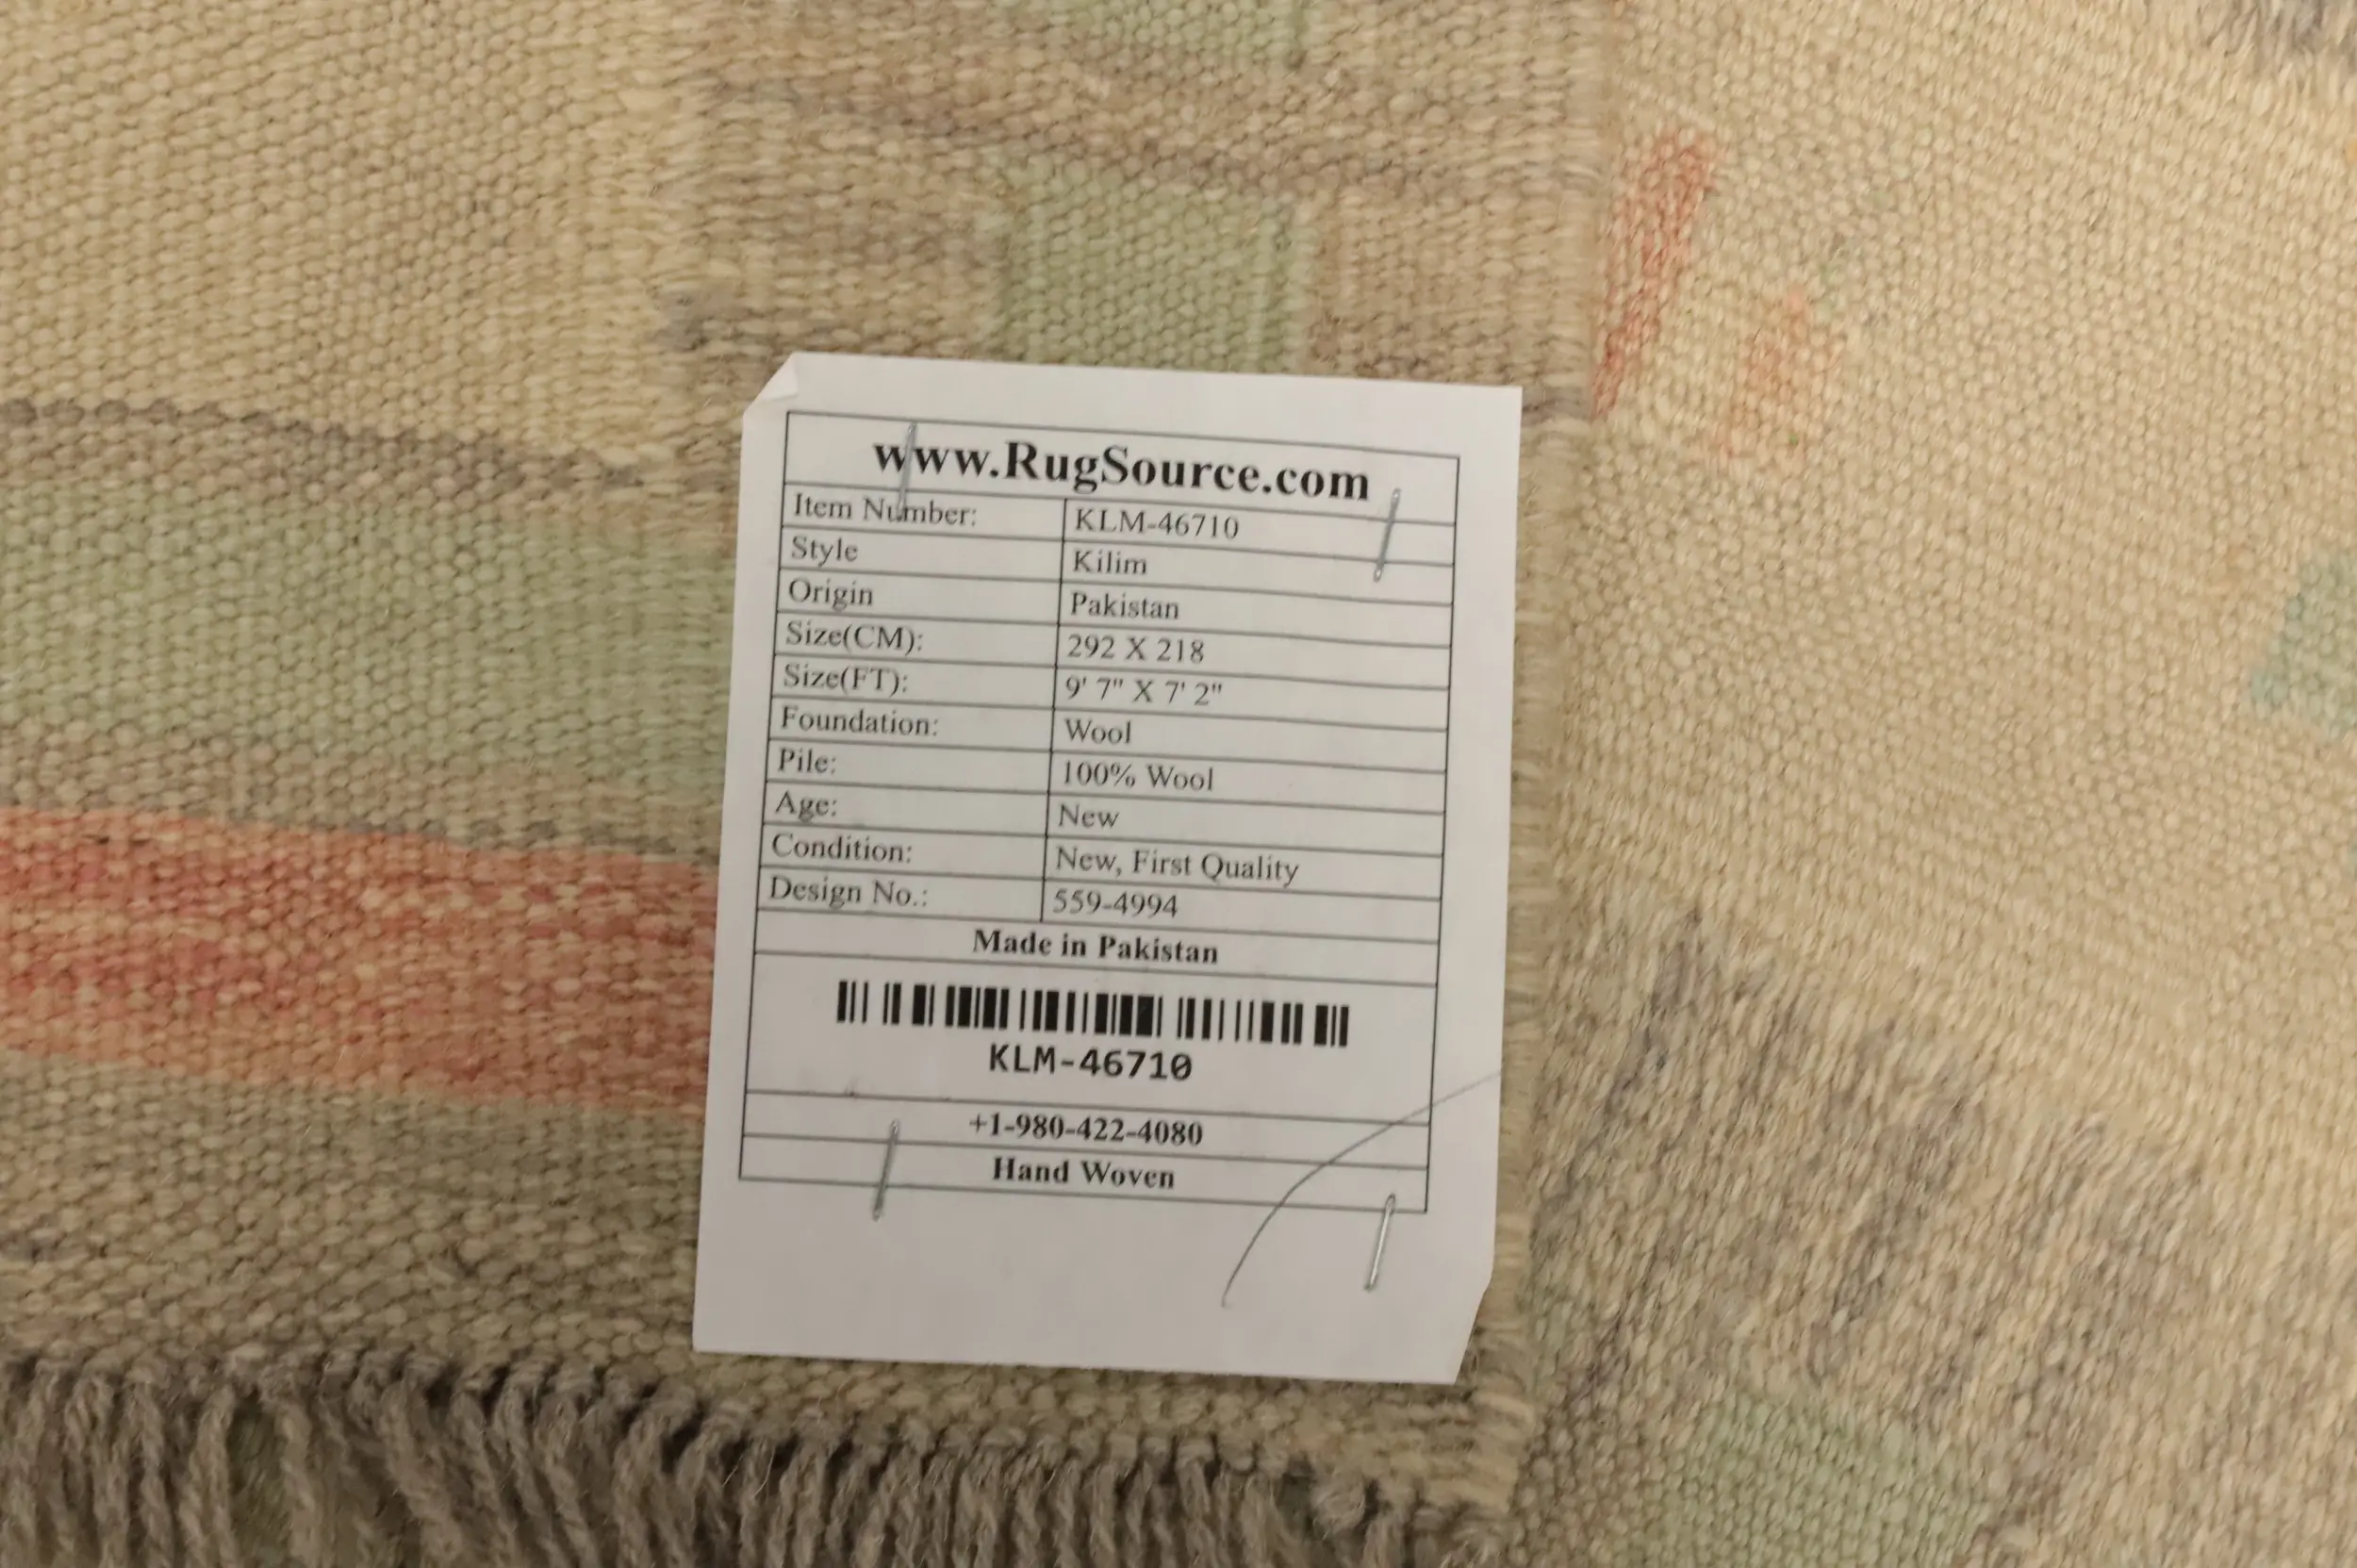 www.RugSource.com
Item Number: KLM-46710
Style Kilim
Origin Pakistan
Size(CM): 292 X 218
Size(FT): 9' 7" X 7' 2"
Foundation: Wool
Pile: 100% Wool
Age: New
Condition: New, First Quality
Design No.: 559-4994
Made in Pakistan
KLM-46710
+1-980-422-4080
Hand Woven